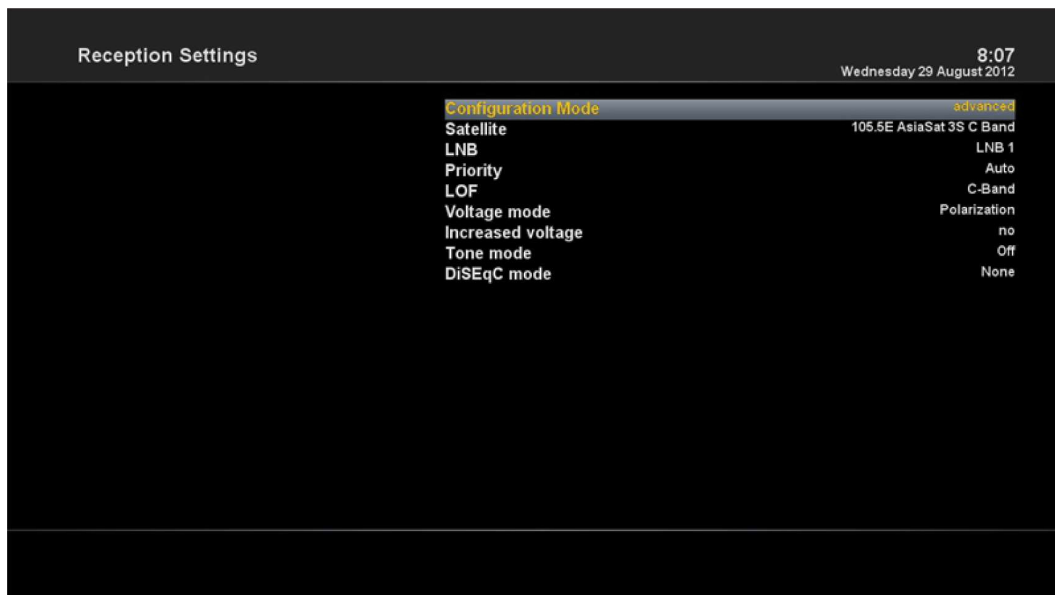 Reception Settings
8:07
Wednesday 29 August 2012
Configuration Mode advanced
Satellite 105.5E AsiaSat 3S C Band
LNB LNB 1
Priority Auto
LOF C-Band
Voltage mode Polarization
Increased voltage no
Tone mode Off
DiSEqC mode None